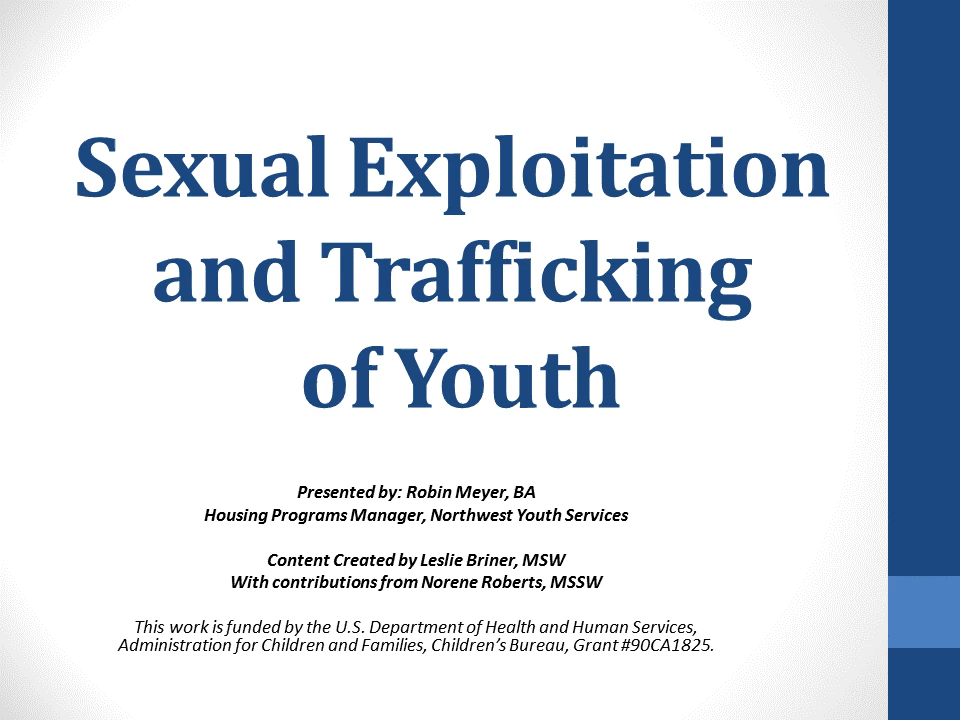 Sexual Exploitation
and Trafficking
of Youth
Presented by: Robin Meyer, BA
Housing Programs Manager, Northwest Youth Services
Content Created by Leslie Briner, MSW
With contributions from Norene Roberts, MSSW
This work is funded by the U.S. Department of Health and Human Services,
Administration for Children and Families, Children's Bureau, Grant #90CA1825.